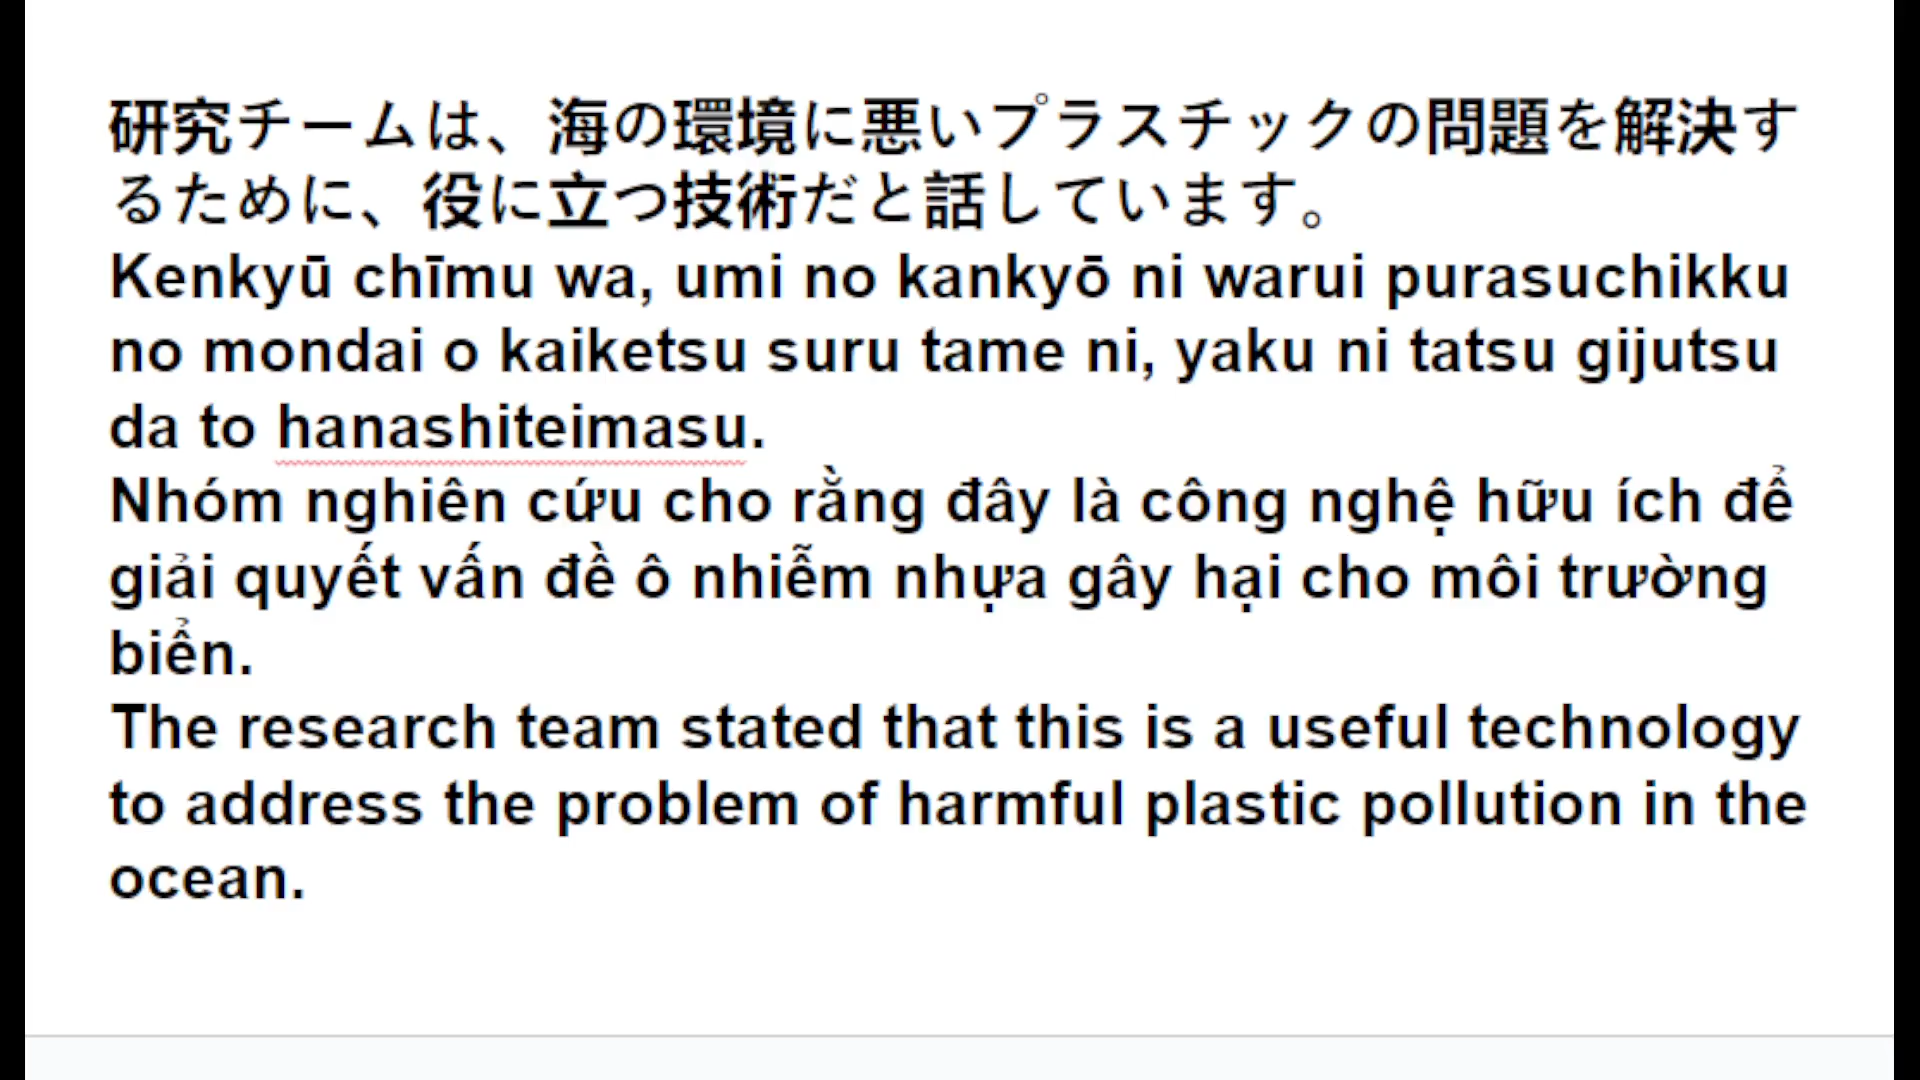 研究チームは、海の環境に悪いプラスチックの問題を解決す
るために、役に立つ技術だと話しています。
Kenkyū chīmu wa, umi no kankyō ni warui purasuchikku
no mondai o kaiketsu suru tame ni, yaku ni tatsu gijutsu
da to hanashiteimasu.
Nhóm nghiên cứu cho rằng đây là công nghệ hữu ích để
giải quyết vấn đề ô nhiễm nhựa gây hại cho môi trường
biển.
The research team stated that this is a useful technology
to address the problem of harmful plastic pollution in the
ocean.